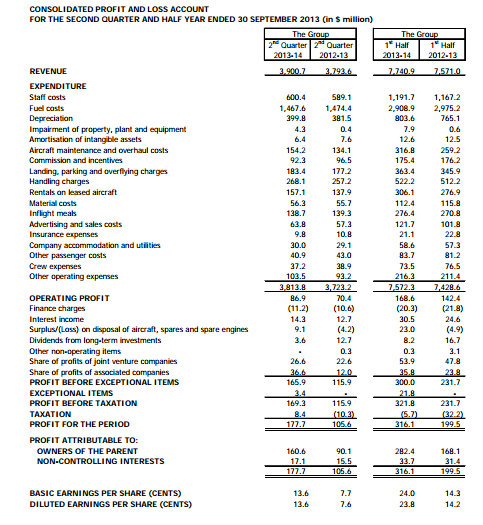 CONSOLIDATED PROFIT AND LOSS ACCOUNT
FOR THE SECOND QUARTER AND HALF YEAR ENDED 30 SEPTEMBER 2013 (in $ million)
The Group The Group
2nd Quarter 2nd Quarter 1st Half 1st Half
2013-14 2012-13 2013-14 2012-13
REVENUE 3,900.7 3,793.6 7,740.9 7,571.0
EXPENDITURE
Staff costs 600.4 589.1 1,191.7 1,167.2
Fuel costs 1,467.6 1,474.4 2,908.9 2,975.2
Depreciation 399.8 381.5 803.6 765.1
Impairment of property, plant and equipment 4.3 0.4 7.9 0.6
Amortisation of intangible assets 6.4 7.6 12.6 12.5
Aircraft maintenance and overhaul costs 154.2 134.1 316.8 259.2
Commission and incentives 92.3 96.5 175.4 176.2
Landing, parking and overflying charges 183.4 177.2 363.4 345.9
Handling charges 268.1 257.2 522.2 512.2
Rentals on leased aircraft 157.1 137.9 306.1 276.9
Material costs 56.3 55.7 112.4 115.8
Inflight meals 138.7 139.3 276.4 270.8
Advertising and sales costs 63.8 57.3 121.7 101.8
Insurance expenses 9.8 10.8 21.1 22.8
Company accommodation and utilities 30.0 29.1 58.6 57.3
Other passenger costs 40.9 43.0 83.7 81.2
Crew expenses 37.2 38.9 73.5 76.5
Other operating expenses 103.5 93.2 216.3 211.4
3,813.8 3,723.2 7,572.3 7,428.6
OPERATING PROFIT 86.9 70.4 168.6 142.4
Finance charges (11.2) (10.6) (20.3) (21.8)
Interest income 14.3 12.7 30.5 24.6
Surplus/(Loss) on disposal of aircraft, spares and spare engines 9.1 (4.2) 23.0 (4.9)
Dividends from long-term investments 3.6 12.7 8.2 16.7
Other non-operating items - 0.3 0.3 3.1
Share of profits of joint venture companies 26.6 22.6 53.9 47.8
Share of profits of associated companies 36.6 12.0 35.8 23.8
PROFIT BEFORE EXCEPTIONAL ITEMS 165.9 115.9 300.0 231.7
EXCEPTIONAL ITEMS 3.4 - 21.8 -
PROFIT BEFORE TAXATION 169.3 115.9 321.8 231.7
TAXATION 8.4 (10.3) (5.7) (32.2)
PROFIT FOR THE PERIOD 177.7 105.6 316.1 199.5
PROFIT ATTRIBUTABLE TO:
OWNERS OF THE PARENT 160.6 90.1 282.4 168.1
NON-CONTROLLING INTERESTS 17.1 15.5 33.7 31.4
177.7 105.6 316.1 199.5
BASIC EARNINGS PER SHARE (CENTS) 13.6 7.7 24.0 14.3
DILUTED EARNINGS PER SHARE (CENTS) 13.6 7.6 23.8 14.2